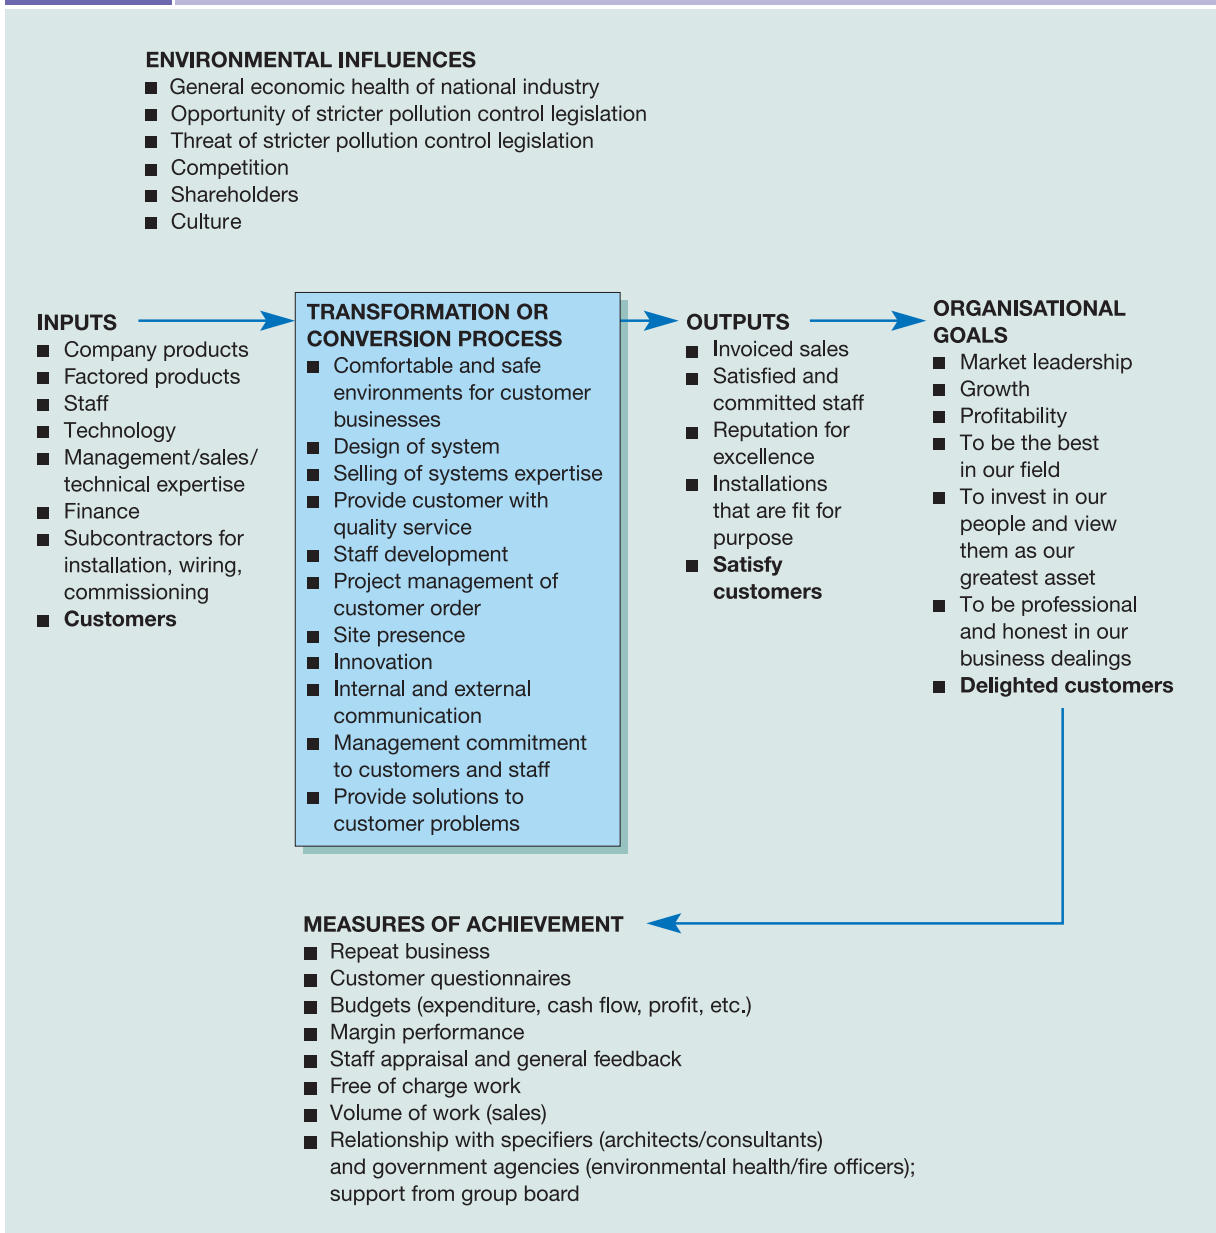 ENVIRONMENTAL INFLUENCES
■ General economic health of national industry
■ Opportunity of stricter pollution control legislation
■ Threat of stricter pollution control legislation
■ Competition
■ Shareholders
■ Culture
INPUTS
■ Company products
■ Factored products
■ Staff
■ Technology
■ Management/sales/
technical expertise
■ Finance
■ Subcontractors for
installation, wiring,
commissioning
■ Customers
TRANSFORMATION OR
CONVERSION PROCESS
■ Comfortable and safe
environments for customer
businesses
■ Design of system
■ Selling of systems expertise
■ Provide customer with
quality service
■ Staff development
■ Project management of
customer order
■ Site presence
■ Innovation
■ Internal and external
communication
■ Management commitment
to customers and staff
■ Provide solutions to
customer problems
OUTPUTS
■ Invoiced sales
■ Satisfied and
committed staff
■ Reputation for
excellence
■ Installations
that are fit for
purpose
■ Satisfy
customers
ORGANISATIONAL
GOALS
■ Market leadership
■ Growth
■ Profitability
■ To be the best
in our field
■ To invest in our
people and view
them as our
greatest asset
■ To be professional
and honest in our
business dealings
■ Delighted customers
MEASURES OF ACHIEVEMENT
■ Repeat business
■ Customer questionnaires
■ Budgets (expenditure, cash flow, profit, etc.)
■ Margin performance
■ Staff appraisal and general feedback
■ Free of charge work
■ Volume of work (sales)
■ Relationship with specifiers (architects/consultants)
and government agencies (environmental health/fire officers);
support from group board